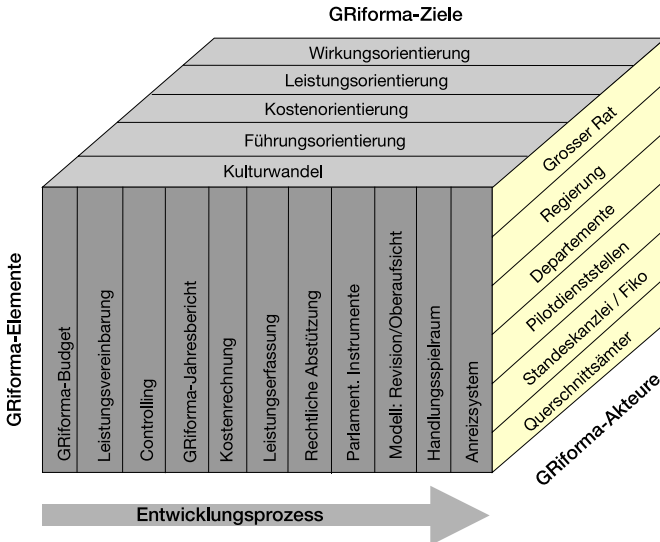 GRiforma-Ziele
Wirkungsorientierung
Leistungsorientierung
Kostenorientierung
Führungsorientierung
Kulturwandel
GRiforma-Elemente
GRiforma-Budget
Leistungsvereinbarung
Controlling
GRiforma-Jahresbericht
Kostenrechnung
Leistungserfassung
Rechtliche Abstützung
Parlament. Instrumente
Modell: Revision/Oberaufsicht
Handlungsspielraum
Anreizsystem
Grosser Rat
Regierung
Departemente
Pilotdienststellen
Standeskanzlei / Fiko
Querschnittsämter
GRiforma-Akteure
Entwicklungsprozess